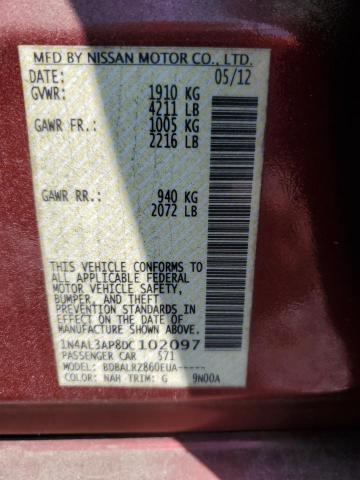 MFD BY NISSAN MOTOR CO., LTD.
DATE: 05/12
GVWR: 1910 KG
4211 LB
GAWR FR.: 1005 KG
2216 LB
GAWR RR.: 940 KG
2072 LB
THIS VEHICLE CONFORMS TO
ALL APPLICABLE FEDERAL
MOTOR VEHICLE SAFETY,
BUMPER, AND THEFT
PREVENTION STANDARDS IN
EFFECT ON THE DATE OF
MANUFACTURE SHOWN ABOVE.
1N4AL3AP8DC102097
PASSENGER CAR 571
MODEL: BDBALRZ860EUA-----
COLOR: NAH TRIM: G 9N00A